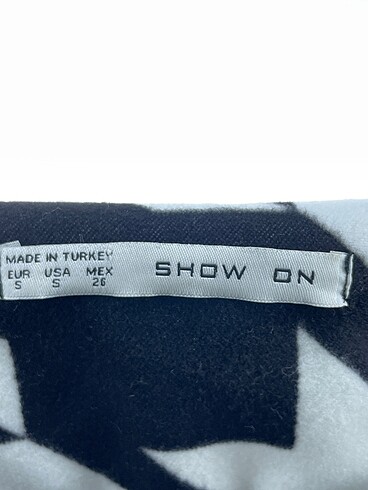 MADE IN TURKEY
EUR USA MEX
S S 26
SHOW ON